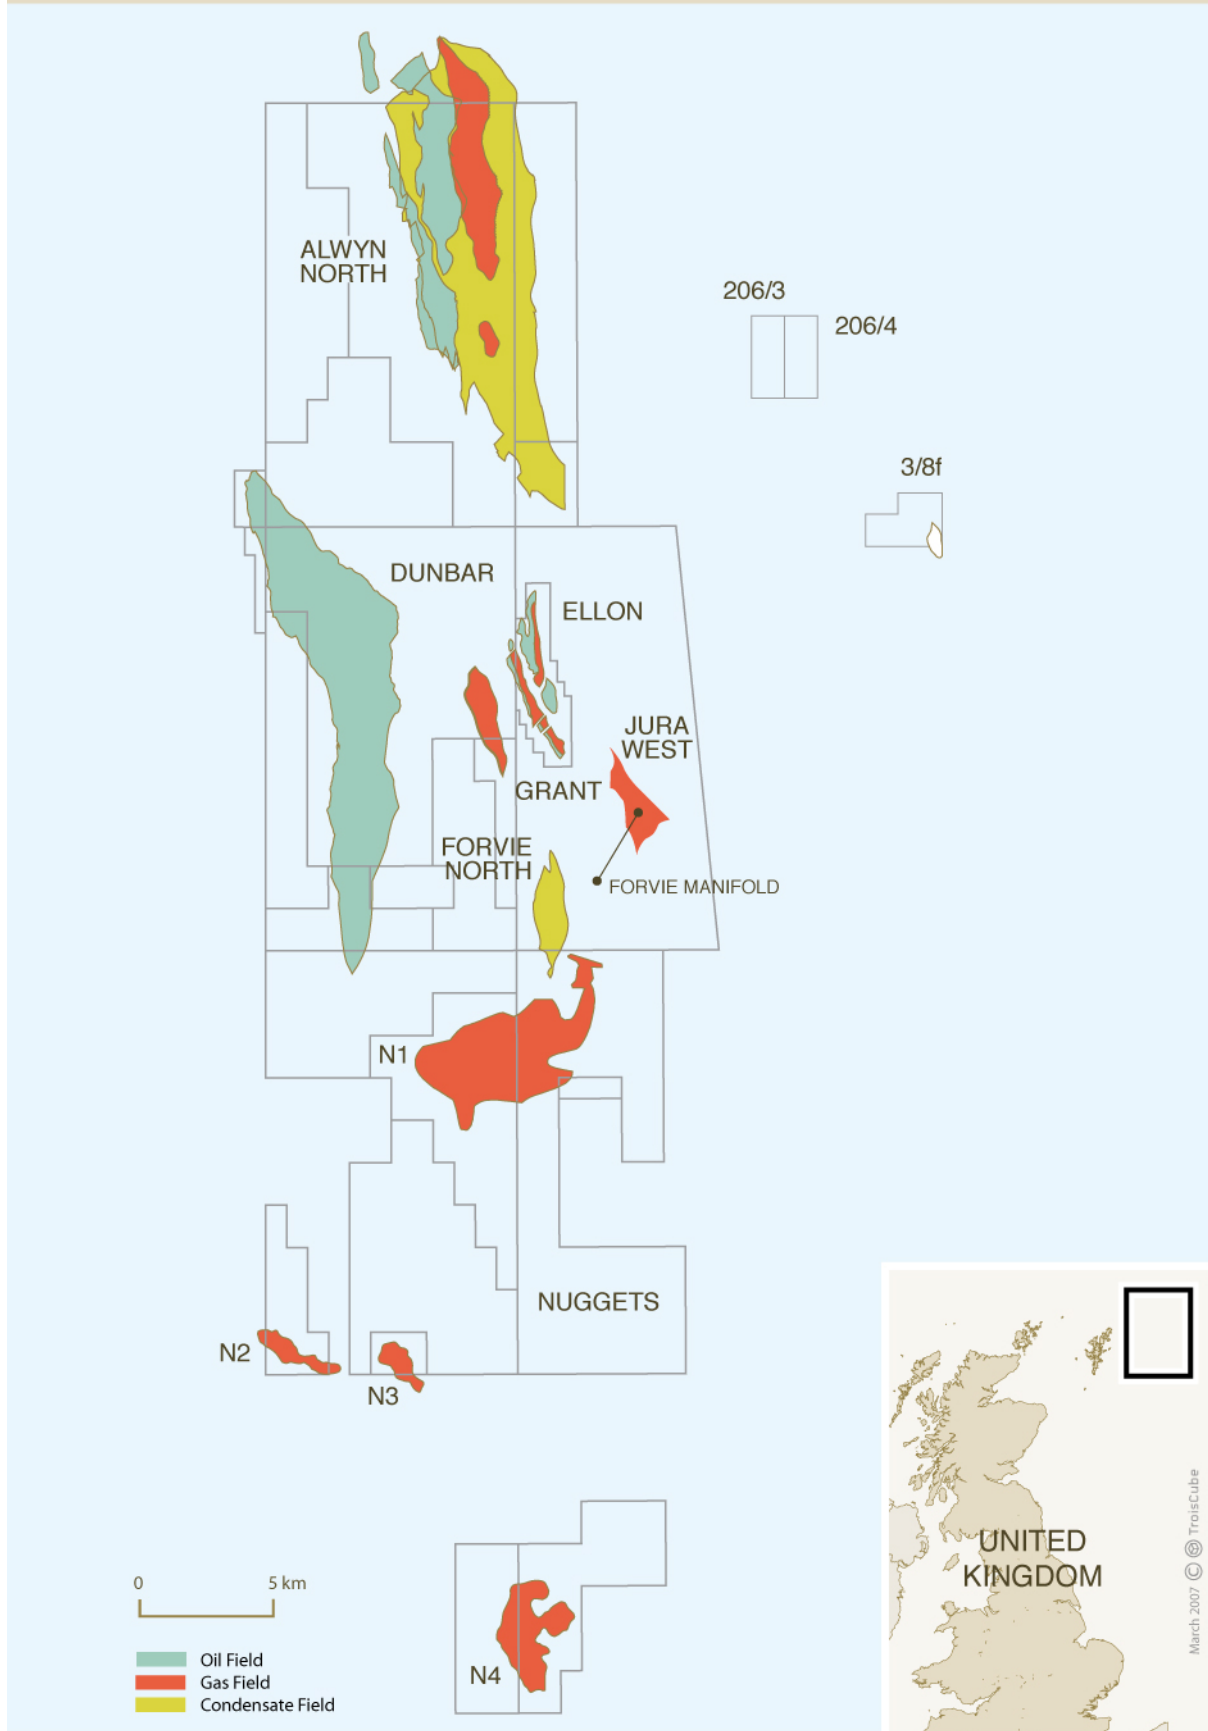 ALWYN
NORTH
206/3
206/4
3/8f
DUNBAR
ELLON
JURA
WEST
GRANT
FORVIE
NORTH
FORVIE MANIFOLD
N1
NUGGETS
N2
N3
N4
0 5 km
Oil Field
Gas Field
Condensate Field
UNITED
KINGDOM
March 2007 © TroisCube